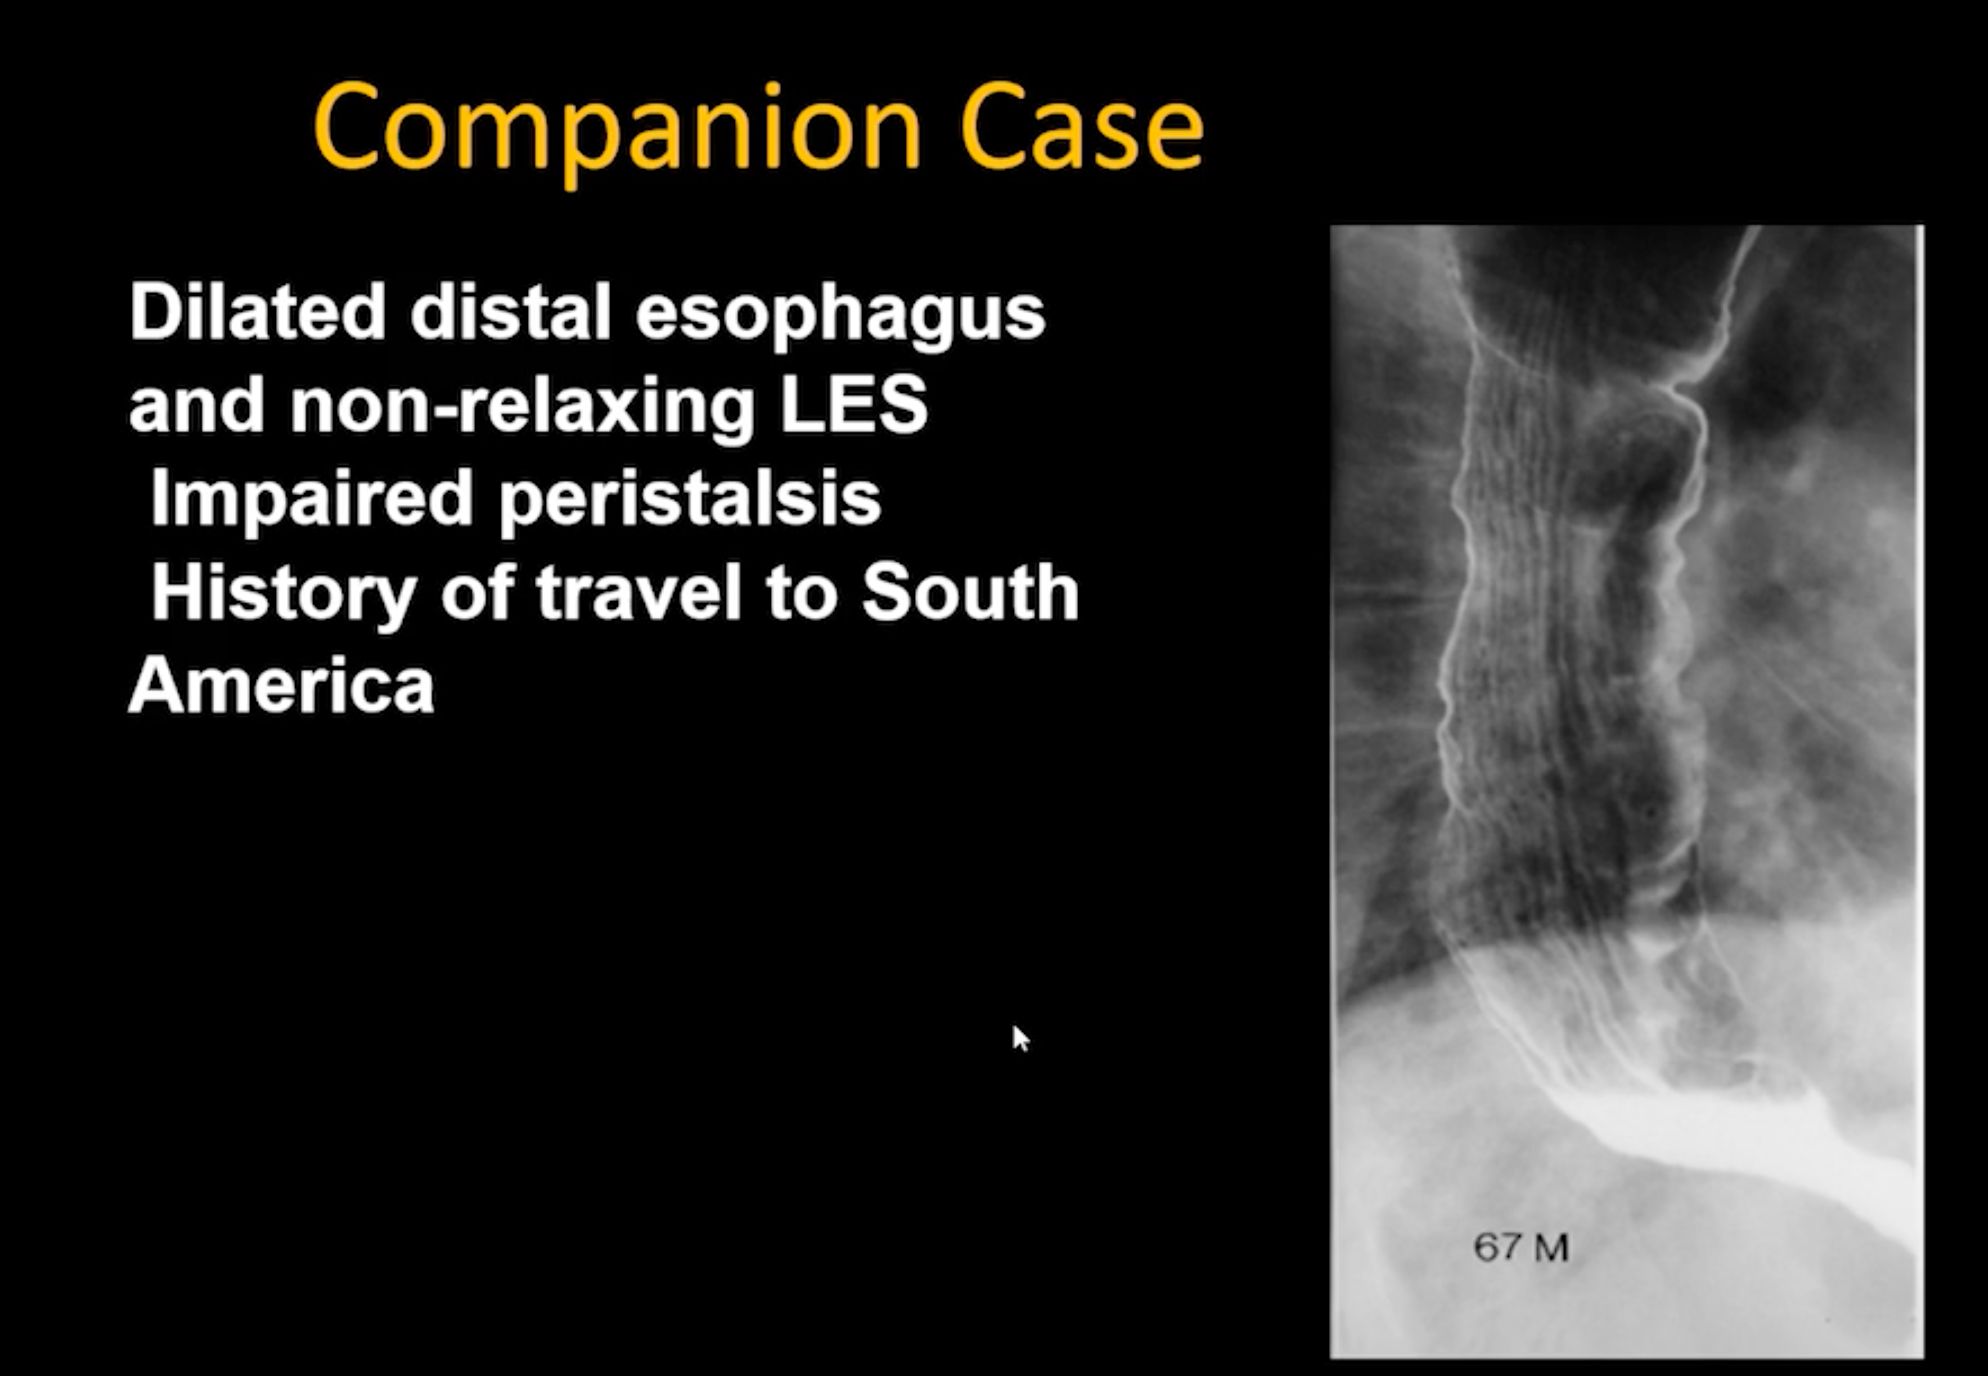 Companion Case
Dilated distal esophagus
and non-relaxing LES
Impaired peristalsis
History of travel to South
America
67 M